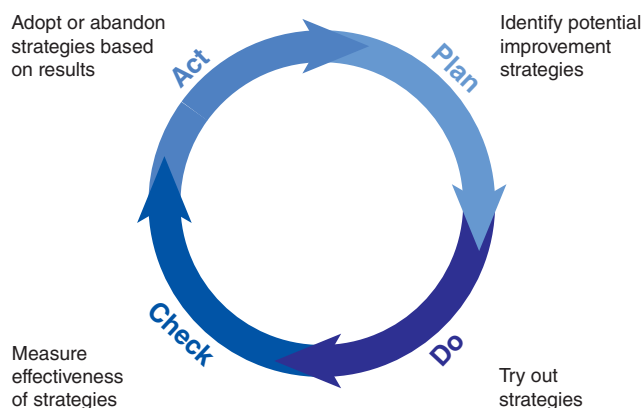 Adopt or abandon
strategies based
on results
Act
Plan
Identify potential
improvement
strategies
Check
Do
Measure
effectiveness
of strategies
Try out
strategies